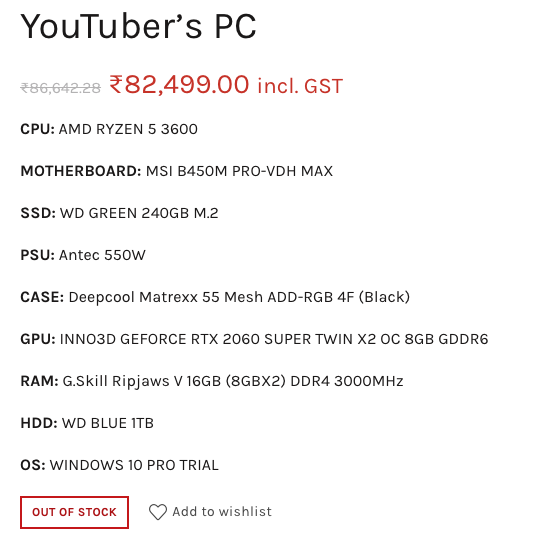 YouTuber’s PC
₹86,642.28 ₹82,499.00 incl. GST
CPU: AMD RYZEN 5 3600
MOTHERBOARD: MSI B450M PRO-VDH MAX
SSD: WD GREEN 240GB M.2
PSU: Antec 550W
CASE: Deepcool Matrexx 55 Mesh ADD-RGB 4F (Black)
GPU: INNO3D GEFORCE RTX 2060 SUPER TWIN X2 OC 8GB GDDR6
RAM: G.Skill Ripjaws V 16GB (8GBX2) DDR4 3000MHz
HDD: WD BLUE 1TB
OS: WINDOWS 10 PRO TRIAL
OUT OF STOCK Add to wishlist